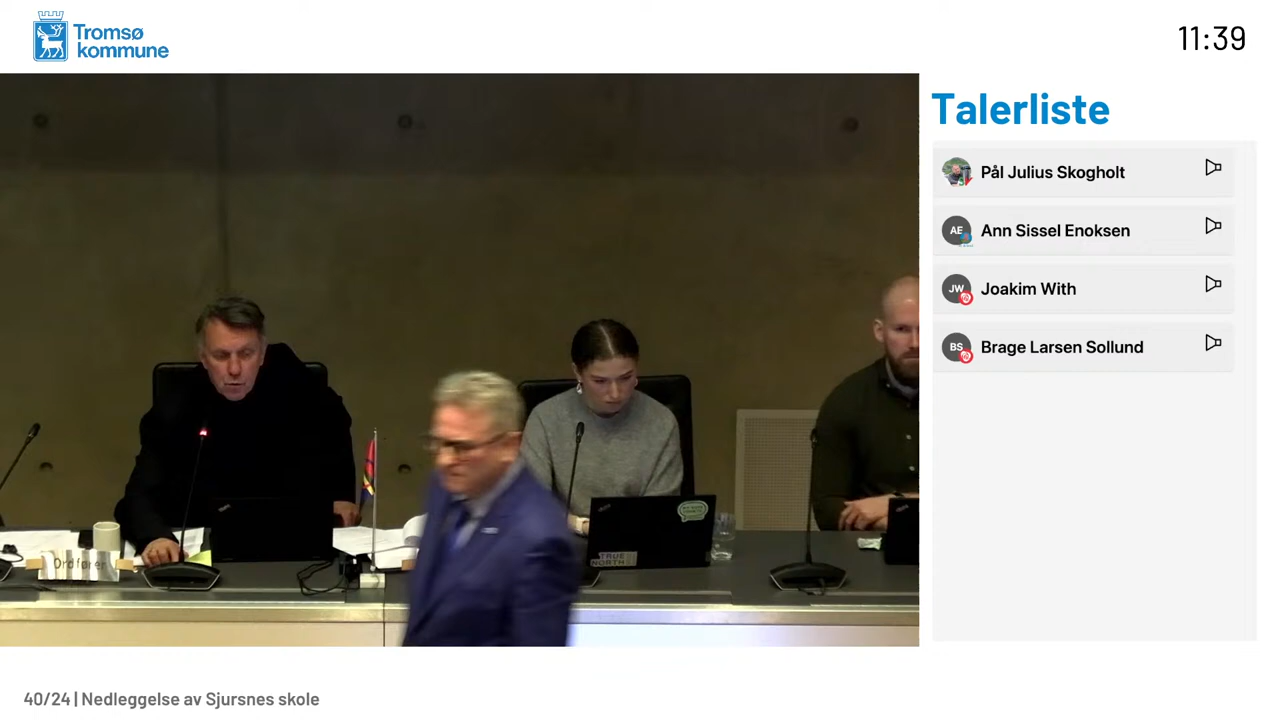 Tromsø
kommune
11:39
Talerliste
Pål Julius Skogholt
AE
Ann Sissel Enoksen
JW
Joakim With
BS
Brage Larsen Sollund
Ordfører
TRUE
NORTH
40/24 | Nedleggelse av Sjursnes skole